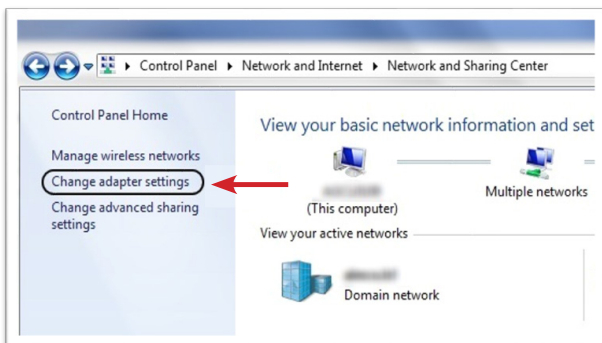 Control Panel Network and Internet Network and Sharing Center
Control Panel Home
Manage wireless networks
Change adapter settings
Change advanced sharing
settings
View your basic network information and set
(This computer)
Multiple networks
View your active networks
Domain network